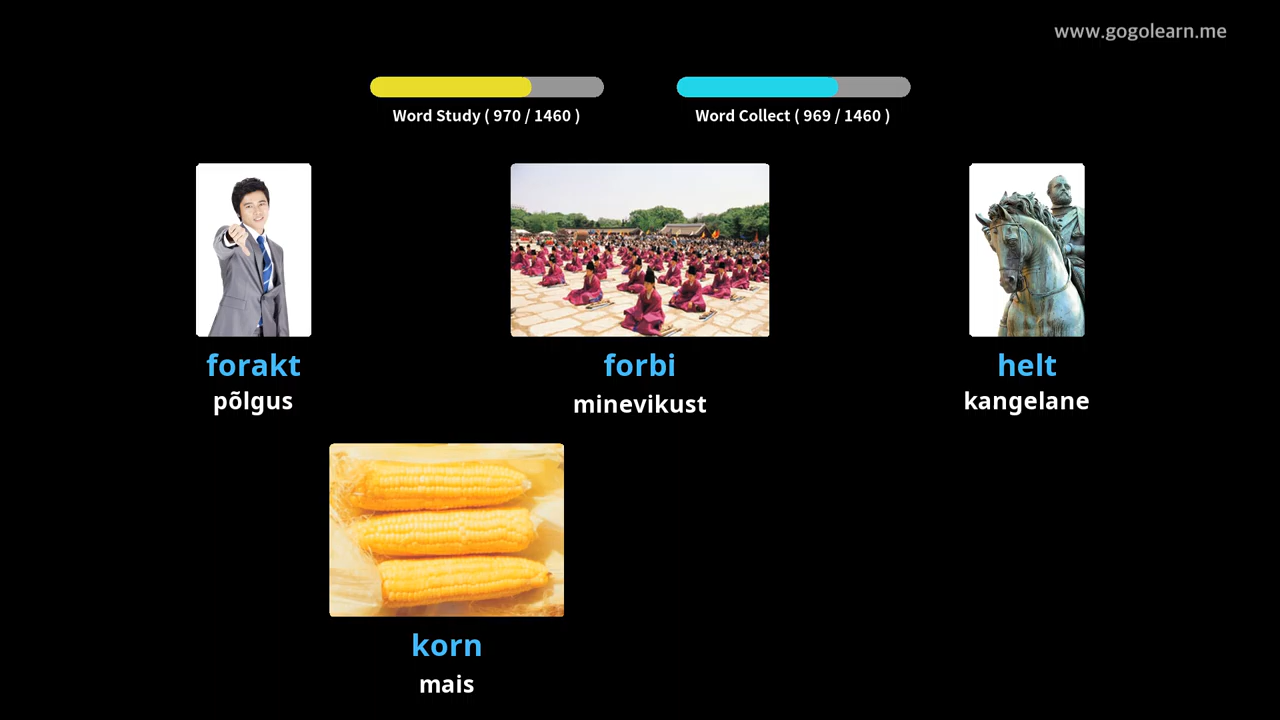 www.gogolearn.me
Word Study ( 970 / 1460 )
Word Collect ( 969 / 1460 )
forakt
põlgus
forbi
minevikust
helt
kangelane
korn
mais